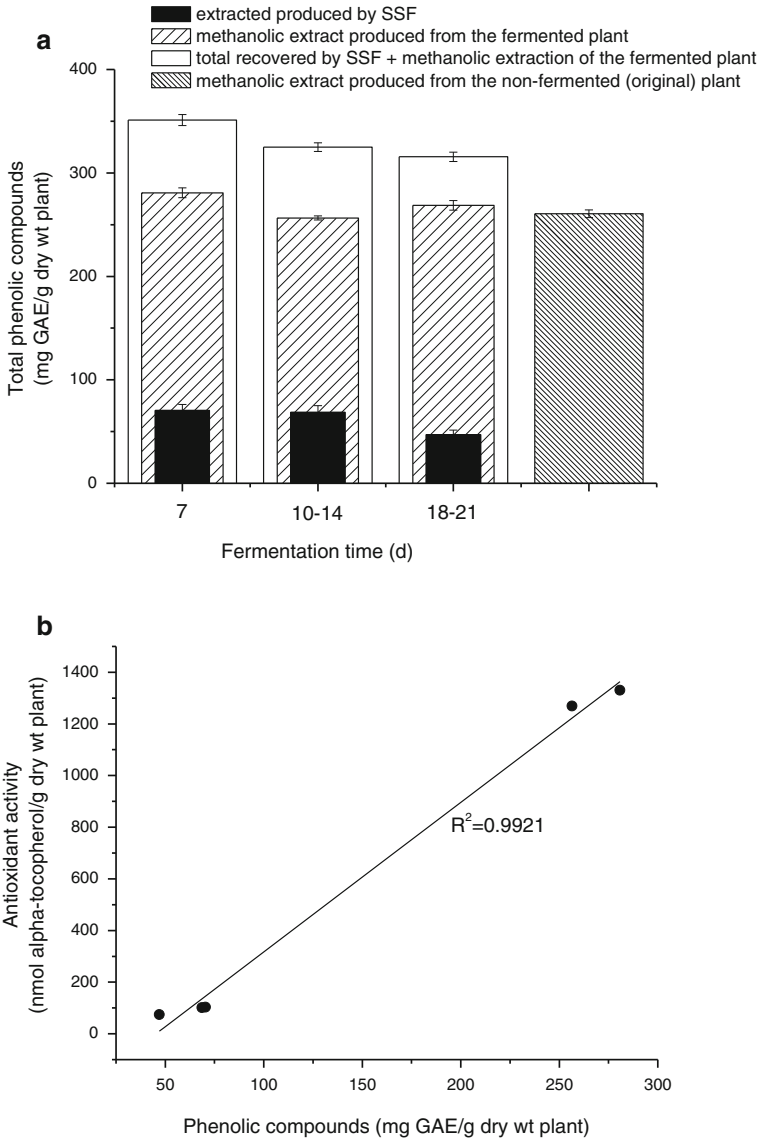 a
extracted produced by SSF
methanolic extract produced from the fermented plant
total recovered by SSF + methanolic extraction of the fermented plant
methanolic extract produced from the non-fermented (original) plant
Total phenolic compounds
(mg GAE/g dry wt plant)
400
300
200
100
0
7
10-14
18-21
Fermentation time (d)
b
Antioxidant activity
(nmol alpha-tocopherol/g dry wt plant)
1400
1200
1000
800
600
400
200
0
R²=0.9921
50
100
150
200
250
300
Phenolic compounds (mg GAE/g dry wt plant)